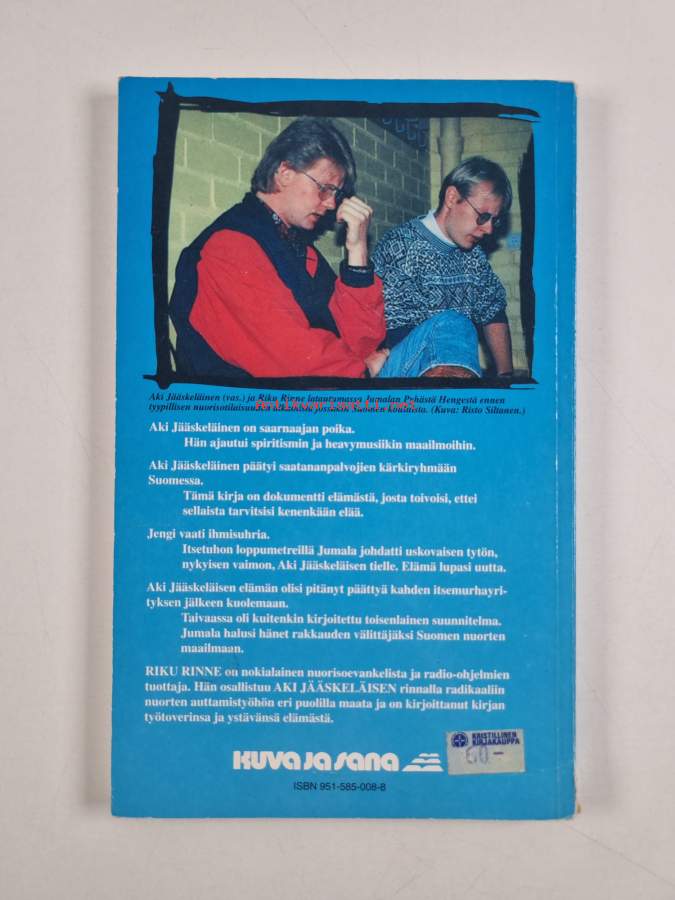 Aki Jääskeläinen (vas.) ja Riku Rinne lataamassa Jumalan Pyhästä Hengestä ennen
tyypillisen nuorisotilaisuuden jossakin Suomen koulusta. (Kuva: Risto Siltanen.)
Aki Jääskeläinen on saarnaajan poika.
Hän ajautui spiritismin ja heavymusiikin maailmoihin.
Aki Jääskeläinen päätyi saatananpalvojien kärkiryhmään
Suomessa.
Tämä kirja on dokumentti elämästä, josta toivoisi, ettei
sellaista tarvitsisi kenenkään elää.
Jengi vaati ihmisuhria.
Itsetuhon loppumetreillä Jumala johdatti uskovaisen tytön,
nykyisen vaimon, Aki Jääskeläisen tielle. Elämä lupasi uutta.
Aki Jääskeläisen elämän olisi pitänyt päättyä kahden itsemurhayri-
tyksen jälkeen kuolemaan.
Taivaassa oli kuitenkin kirjoitettu toisenlainen suunnitelma.
Jumala halusi hänet rakkauden välittäjäksi Suomen nuorten
maailmaan.
RIKU RINNE on nokialainen nuorisoevankelista ja radio-ohjelmien
tuottaja. Hän osallistuu AKI JÄÄSKELÄISEN rinnalla radikaaliin
nuorten auttamistyöhön eri puolilla maata ja on kirjoittanut kirjan
työtoverinsa ja ystävänsä elämästä.
KUVA JA SANA
KRISTILLINEN
KIRJAKAUPPA
60-
ISBN 951-585-008-8